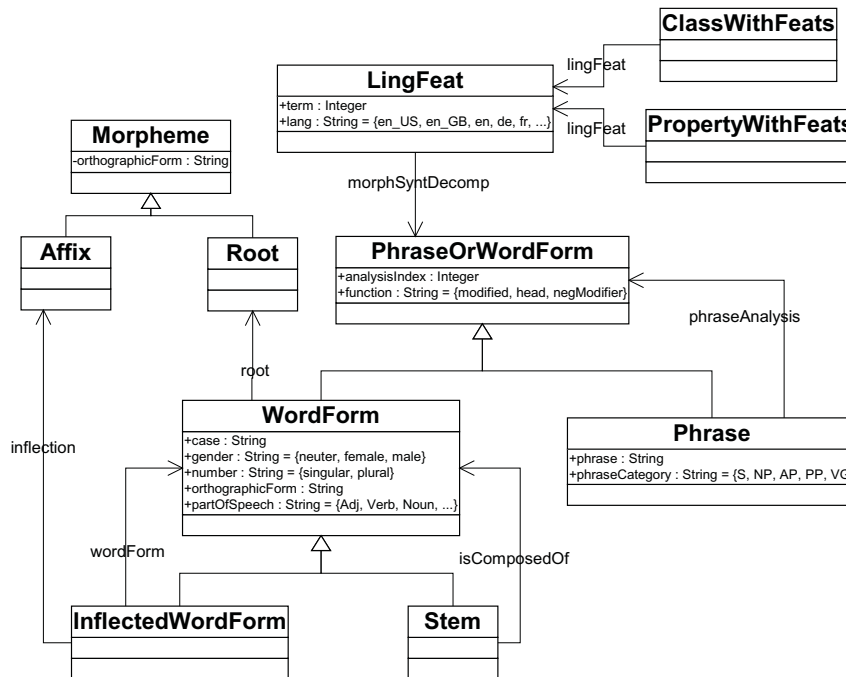 ClassWithFeats
lingFeat
LingFeat
+term : Integer
+lang : String = {en_US, en_GB, en, de, fr, ...}
lingFeat
PropertyWithFeats
Morpheme
-orthographicForm : String
morphSyntDecomp
Affix
Root
PhraseOrWordForm
+analysisIndex : Integer
+function : String = {modified, head, negModifier}
phraseAnalysis
root
WordForm
+case : String
+gender : String = {neuter, female, male}
+number : String = {singular, plural}
+orthographicForm : String
+partOfSpeech : String = {Adj, Verb, Noun, ...}
Phrase
+phrase : String
+phraseCategory : String = {S, NP, AP, PP, VG
inflection
wordForm
isComposedOf
InflectedWordForm
Stem